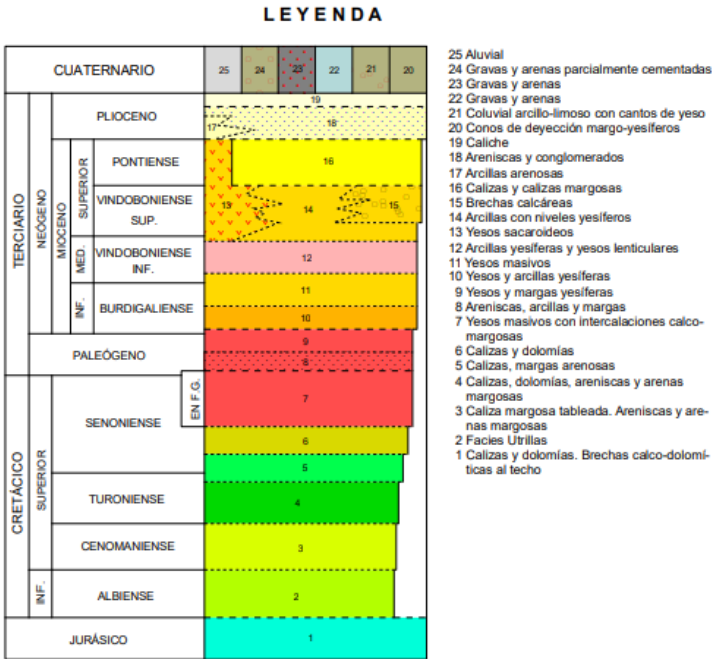 LEYENDA
CUATERNARIO
25 24 23 22 21 20
TERCIARIO
NEÓGENO
PLIOCENO
19
17
18
MIOCENO
SUPERIOR
PONTIENSE
16
VINDOBONIENSE
SUP.
13
14
15
MED.
VINDOBONIENSE
INF.
12
INF.
BURDIGALIENSE
11
10
PALEÓGENO
9
8
CRETÁCICO
SUPERIOR
SENONIENSE
EN F.G.
7
6
5
TURONIENSE
4
CENOMANIENSE
3
INF.
ALBIENSE
2
JURÁSICO
1
25 Aluvial
24 Gravas y arenas parcialmente cementadas
23 Gravas y arenas
22 Gravas y arenas
21 Coluvial arcillo-limoso con cantos de yeso
20 Conos de deyección margo-yesíferos
19 Caliche
18 Areniscas y conglomerados
17 Arcillas arenosas
16 Calizas y calizas margosas
15 Brechas calcáreas
14 Arcillas con niveles yesíferos
13 Yesos sacaroideos
12 Arcillas yesíferas y yesos lenticulares
11 Yesos masivos
10 Yesos y arcillas yesíferas
9 Yesos y margas yesíferas
8 Areniscas, arcillas y margas
7 Yesos masivos con intercalaciones calco-
margosas
6 Calizas y dolomías
5 Calizas, margas arenosas
4 Calizas, dolomías, areniscas y arenas
margosas
3 Caliza margosa tableada. Areniscas y are-
nas margosas
2 Facies Utrillas
1 Calizas y dolomías. Brechas calco-dolomí-
ticas al techo